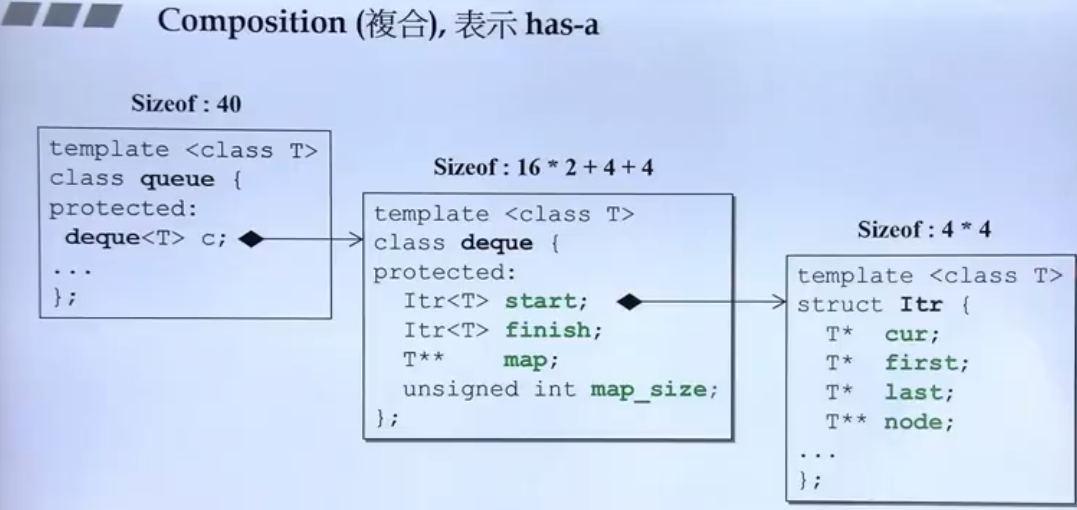 Composition (複合), 表示 has-a
Sizeof : 40
template <class T>
class queue {
protected:
deque<T> c;
...
};
Sizeof : 16 * 2 + 4 + 4
template <class T>
class deque {
protected:
Itr<T> start;
Itr<T> finish;
T** map;
unsigned int map_size;
};
Sizeof : 4 * 4
template <class T>
struct Itr {
T* cur;
T* first;
T* last;
T** node;
...
};